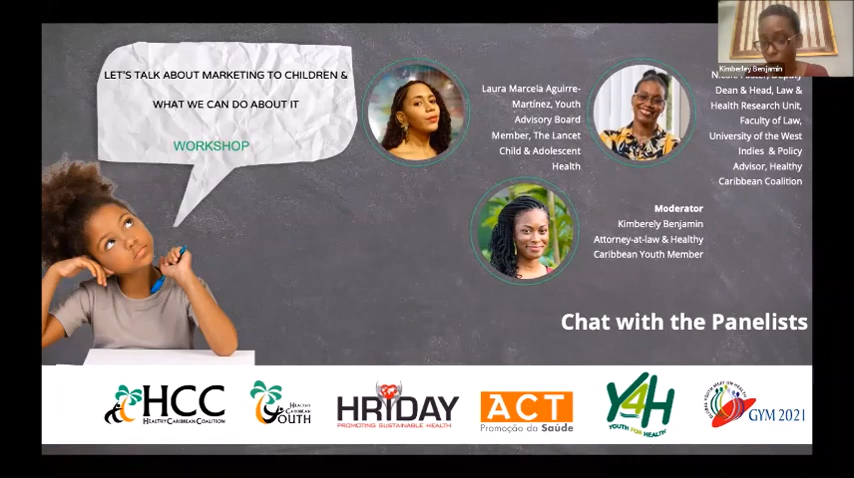 LET'S TALK ABOUT MARKETING TO CHILDREN &
WHAT WE CAN DO ABOUT IT
WORKSHOP
Laura Marcela Aguirre-
Martínez, Youth
Advisory Board
Member, The Lancet
Child & Adolescent
Health
Kimberley Benjamin
Dean & Head, Law &
Health Research Unit,
Faculty of Law,
University of the West
Indies & Policy
Advisor, Healthy
Caribbean Coalition
Moderator
Kimberely Benjamin
Attorney-at-law & Healthy
Caribbean Youth Member
Chat with the Panelists
HCC
HEALTHY CARIBBEAN COALITION
HEALTHY
CARIBBEAN
YOUTH
HRIDAY
PROMOTING SUSTAINABLE HEALTH
ACT
Promoção da Saúde
Y4H
YOUTH FOR HEALTH
GYM 2021